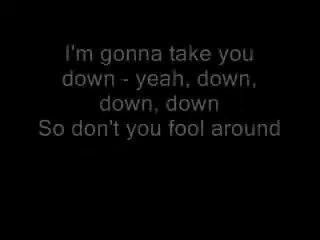 I'm gonna take you
down - yeah, down,
down, down
So don't you fool around